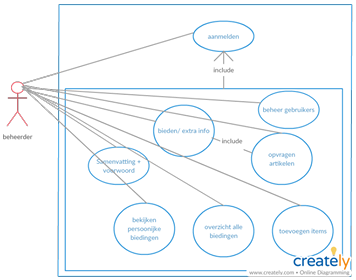 aanmelden
include
beheer gebruikers
bieden/ extra info
include
beheerder
opvragen
artikelen
Samenvatting +
voorwoord
bekijken
persoonlijke
biedingen
overzicht alle
biedingen
toevoegen items
creately
www.creately.com • Online Diagramming